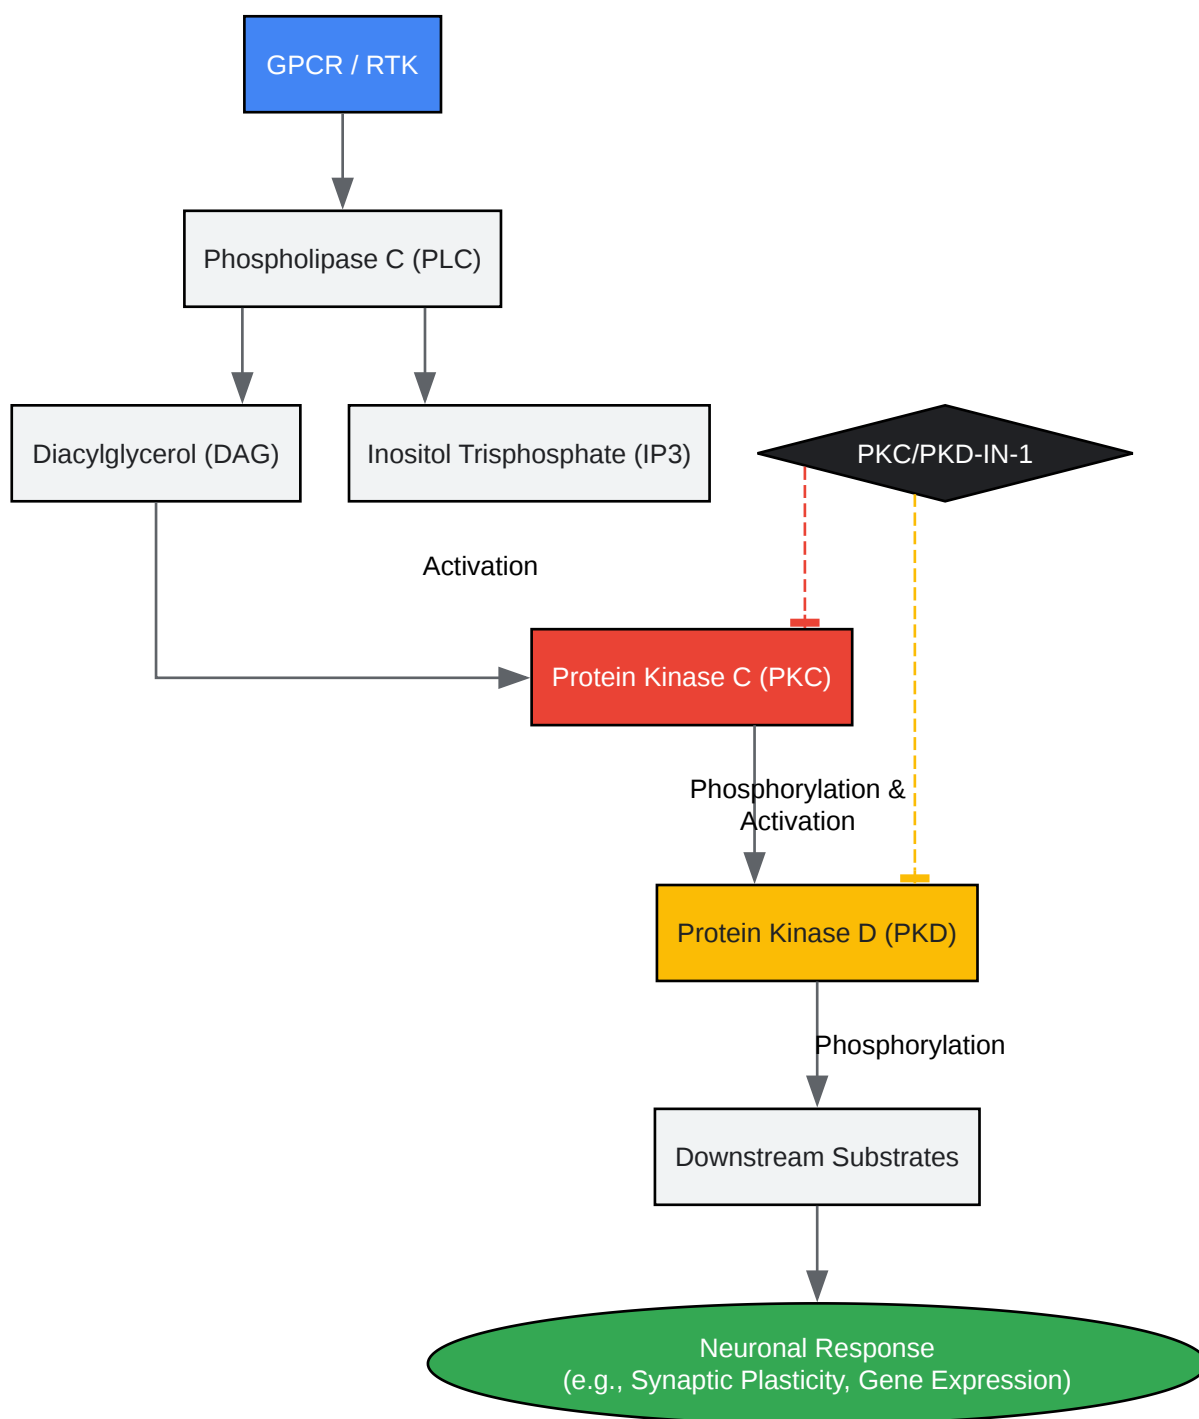 GPCR / RTK
Phospholipase C (PLC)
Diacylglycerol (DAG)
Inositol Trisphosphate (IP3)
PKC/PKD-IN-1
Activation
Protein Kinase C (PKC)
Phosphorylation &
Activation
Protein Kinase D (PKD)
Phosphorylation
Downstream Substrates
Neuronal Response
(e.g., Synaptic Plasticity, Gene Expression)